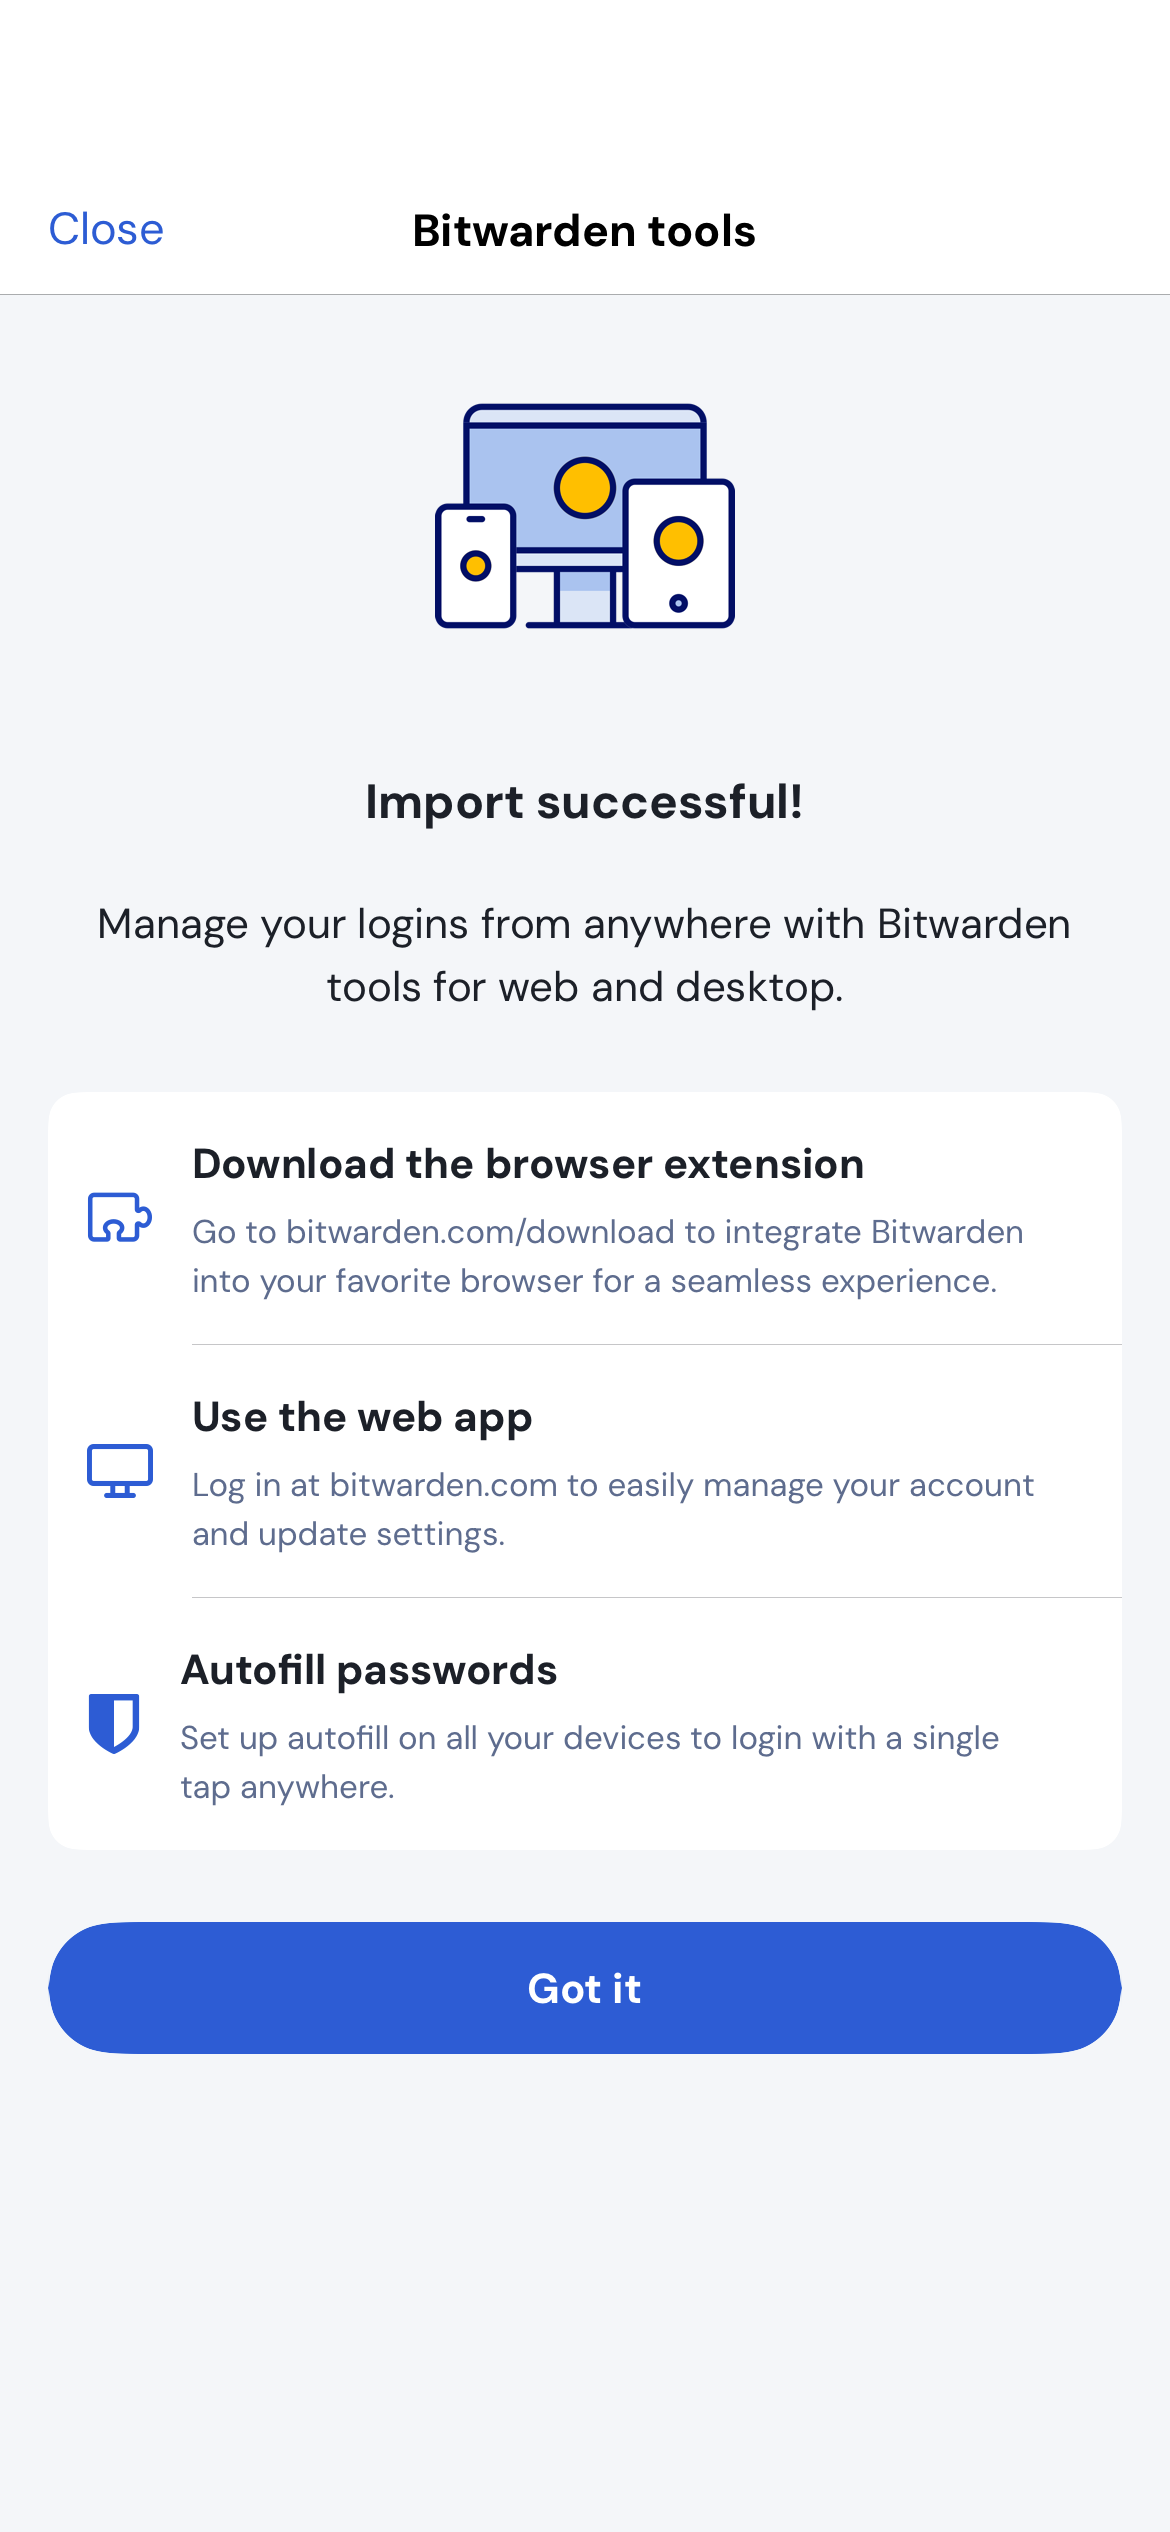 Close
Bitwarden tools
Import successful!
Manage your logins from anywhere with Bitwarden
tools for web and desktop.
Download the browser extension
Go to bitwarden.com/download to integrate Bitwarden
into your favorite browser for a seamless experience.
Use the web app
Log in at bitwarden.com to easily manage your account
and update settings.
Autofill passwords
Set up autofill on all your devices to login with a single
tap anywhere.
Got it